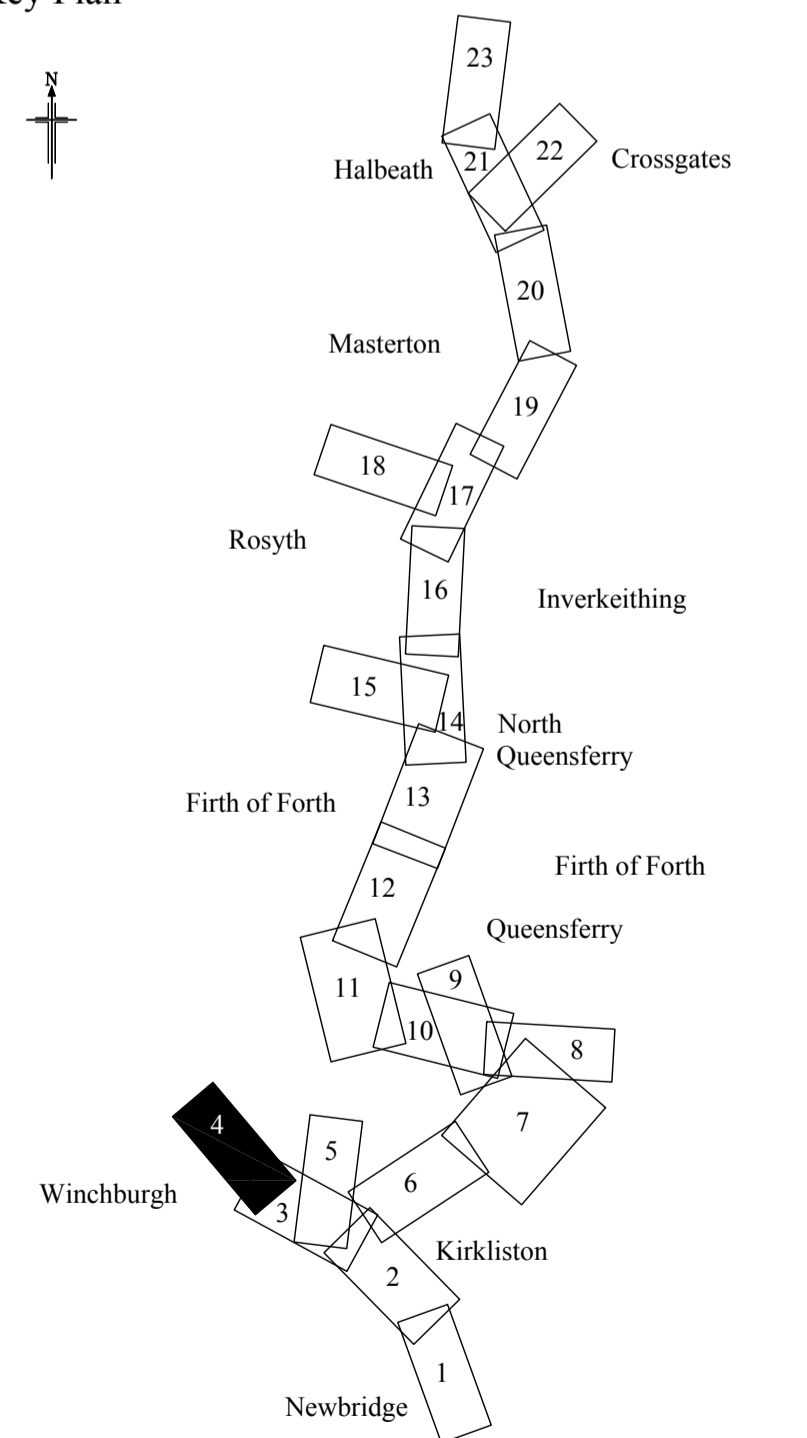 Key Plan
N
23
21
22
Halbeath
Crossgates
20
Masterton
19
18
17
Rosyth
16
Inverkeithing
15
14
North
Queensferry
13
Firth of Forth
Firth of Forth
12
Queensferry
9
11
10
8
7
4
5
6
Winchburgh
3
Kirkliston
2
1
Newbridge